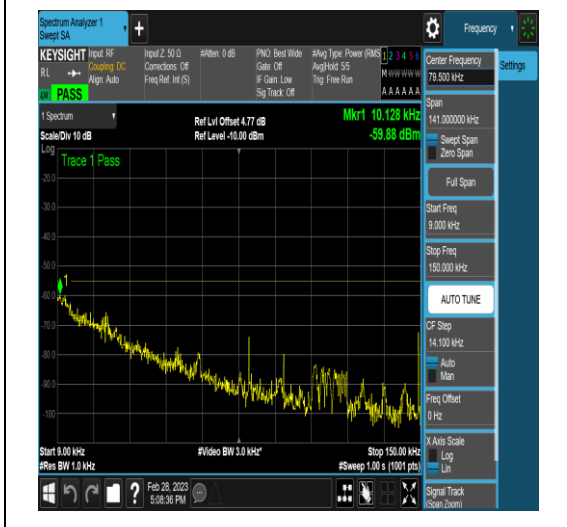 Spectrum Analyzer 1
Swept SA
+
Frequency
KEYSIGHT
RL
PASS
Input: RF
Coupling: DC
Align: Auto
Input Z: 50 Ω
Corrections: Off
Freq Ref: Int (S)
#Atten: 0 dB
PNO: Best Wide
Gate: Off
IF Gain: Low
Sig Track: Off
#Avg Type: Power (RMS
Avg|Hold: 5/5
Trig: Free Run
1 2 3 4 5 6
M W W W W W
A A A A A A
1 Spectrum
Scale/Div 10 dB
Ref Lvl Offset 4.77 dB
Ref Level -10.00 dBm
Mkr1 10.128 kHz
-59.88 dBm
Log
Trace 1 Pass
-20.0
-30.0
-40.0
-50.0
1
-60.0
-70.0
-80.0
-90.0
-100
Start 9.00 kHz
#Res BW 1.0 kHz
#Video BW 3.0 kHz*
Stop 150.00 kHz
#Sweep 1.00 s (1001 pts)
Feb 28, 2023
5:08:36 PM
Settings
Center Frequency
79.500 kHz
Span
141.000000 kHz
Swept Span
Zero Span
Full Span
Start Freq
9.000 kHz
Stop Freq
150.000 kHz
AUTO TUNE
CF Step
14.100 kHz
Auto
Man
Freq Offset
0 Hz
X Axis Scale
Log
Lin
Signal Track
(Span Zoom)